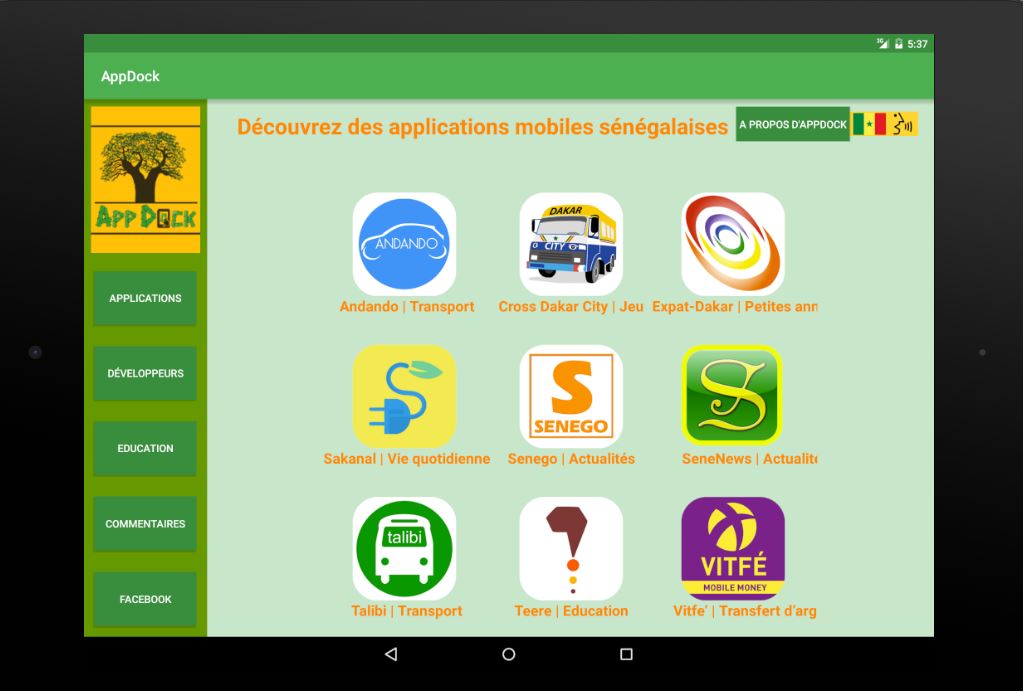 3G 5:37
AppDock
APP DOCK
Découvrez des applications mobiles sénégalaises
A PROPOS D'APPDOCK
APPLICATIONS
DÉVELOPPEURS
EDUCATION
COMMENTAIRES
FACEBOOK
ANDANDO
DAKAR
CITY
Andando | Transport
Cross Dakar City | Jeu
Expat-Dakar | Petites ann
S
SENEGO
S
Sakanal | Vie quotidienne
Senego | Actualités
SeneNews | Actualité
talibi
VITFÉ
MOBILE MONEY
Talibi | Transport
Teere | Education
Vitfe' | Transfert d'arg